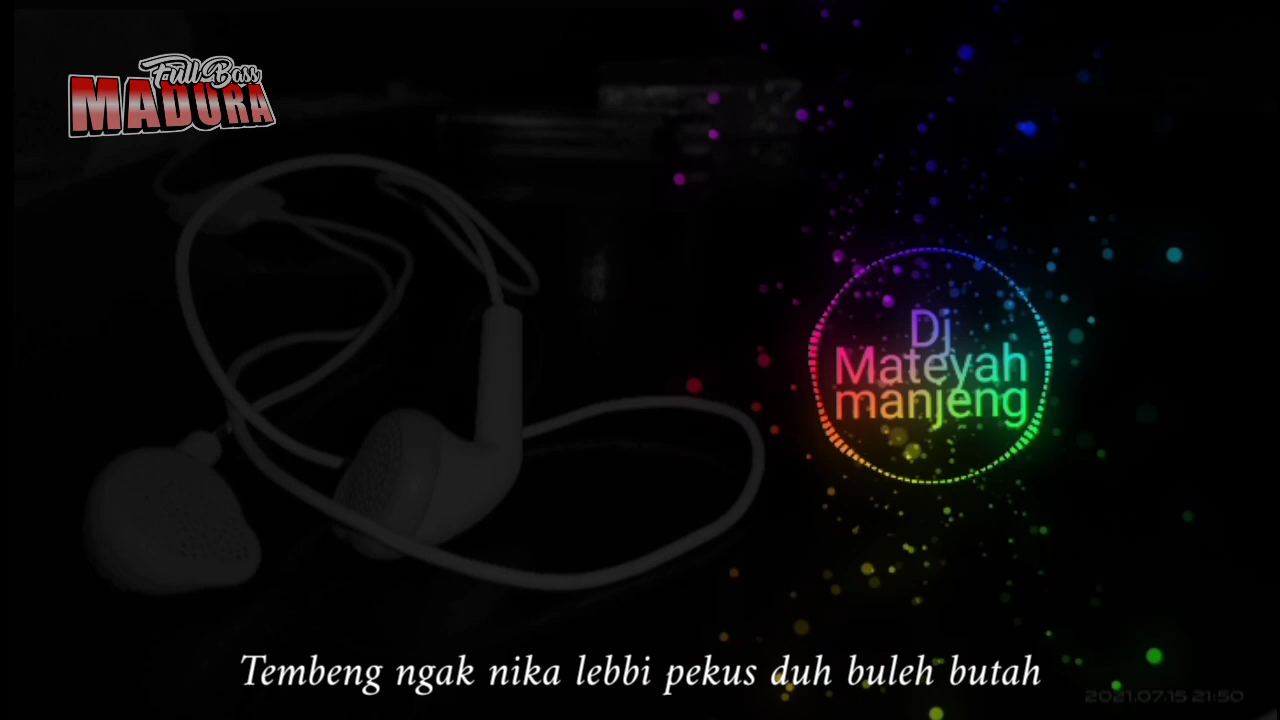 Full Bass
MADURA
Dj
Mateyah
manjeng
Tembeng ngak nika lebbi pekus duh buleh butah
2021.07.15 21:50